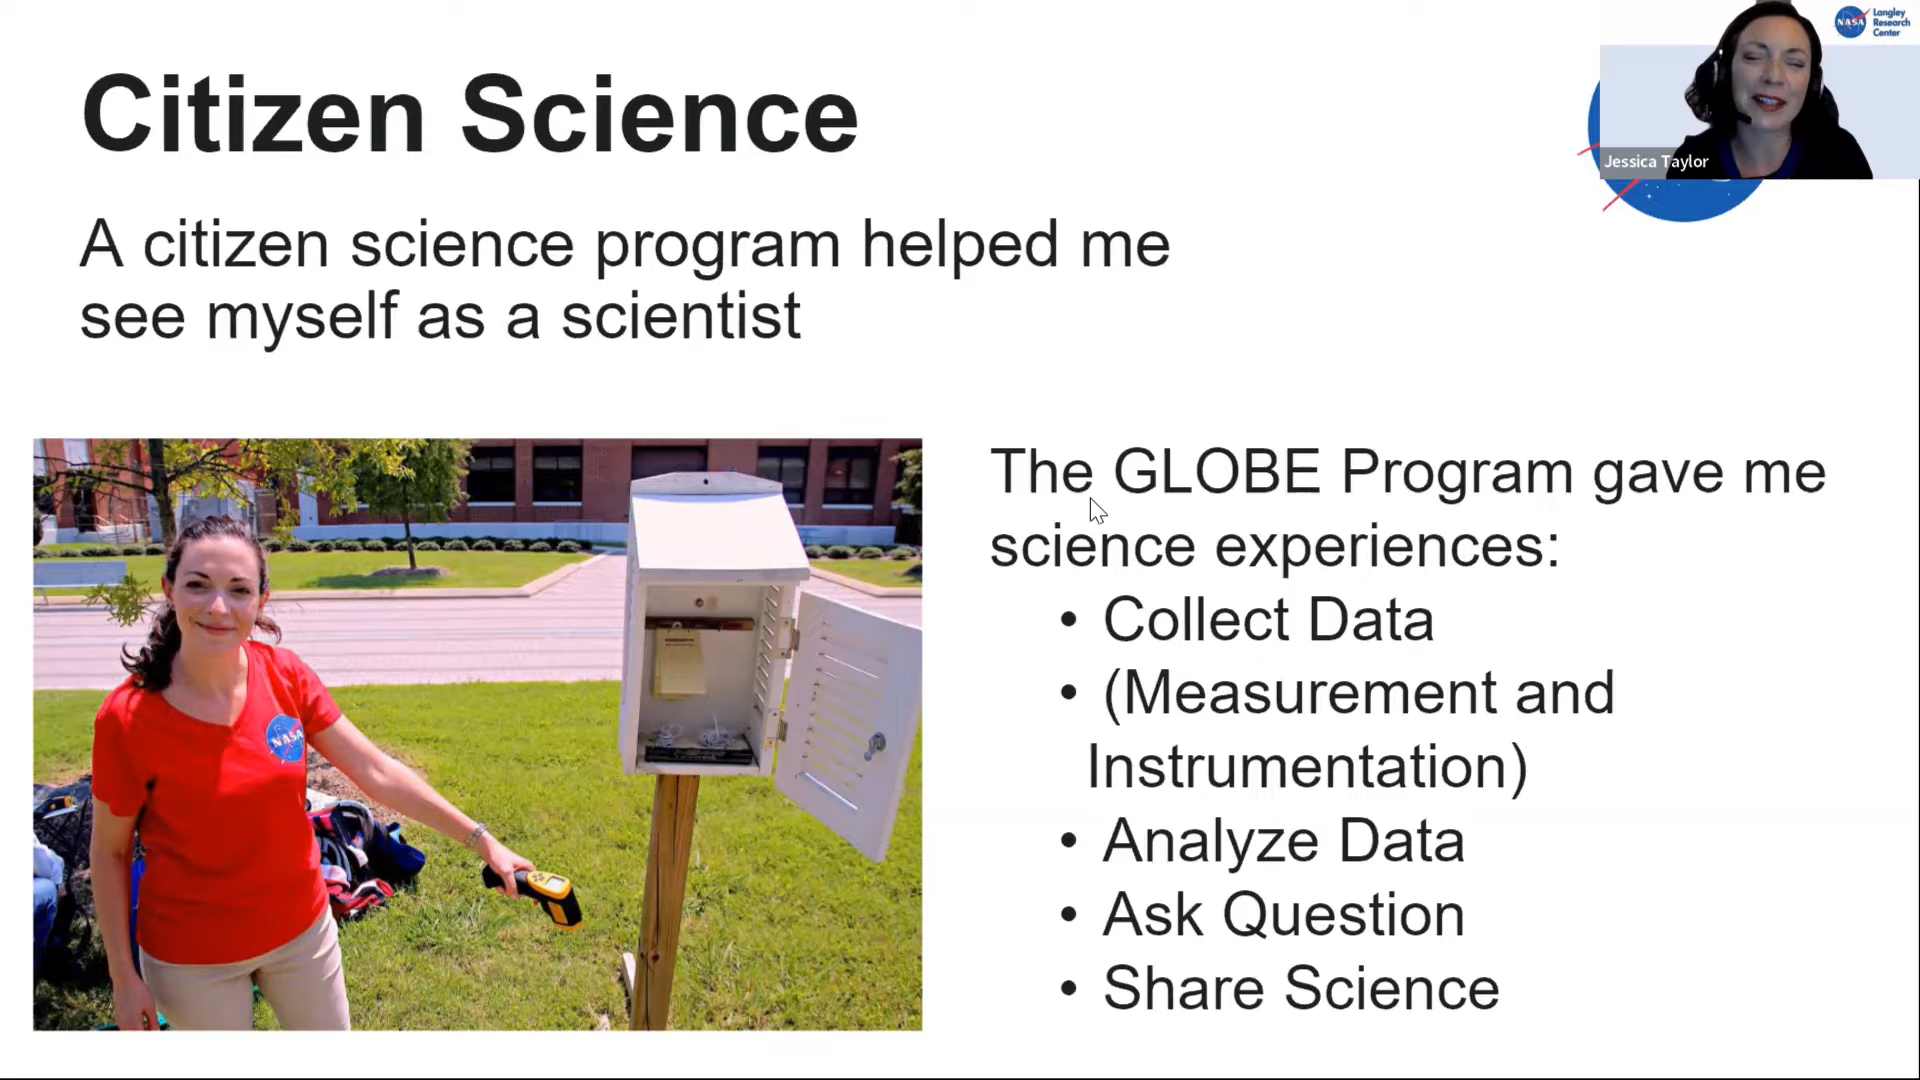 Citizen Science
A citizen science program helped me
see myself as a scientist
NASA
Langley
Research
Center
Jessica Taylor
NASA
The GLOBE Program gave me
science experiences:
• Collect Data
• (Measurement and
Instrumentation)
• Analyze Data
• Ask Question
• Share Science